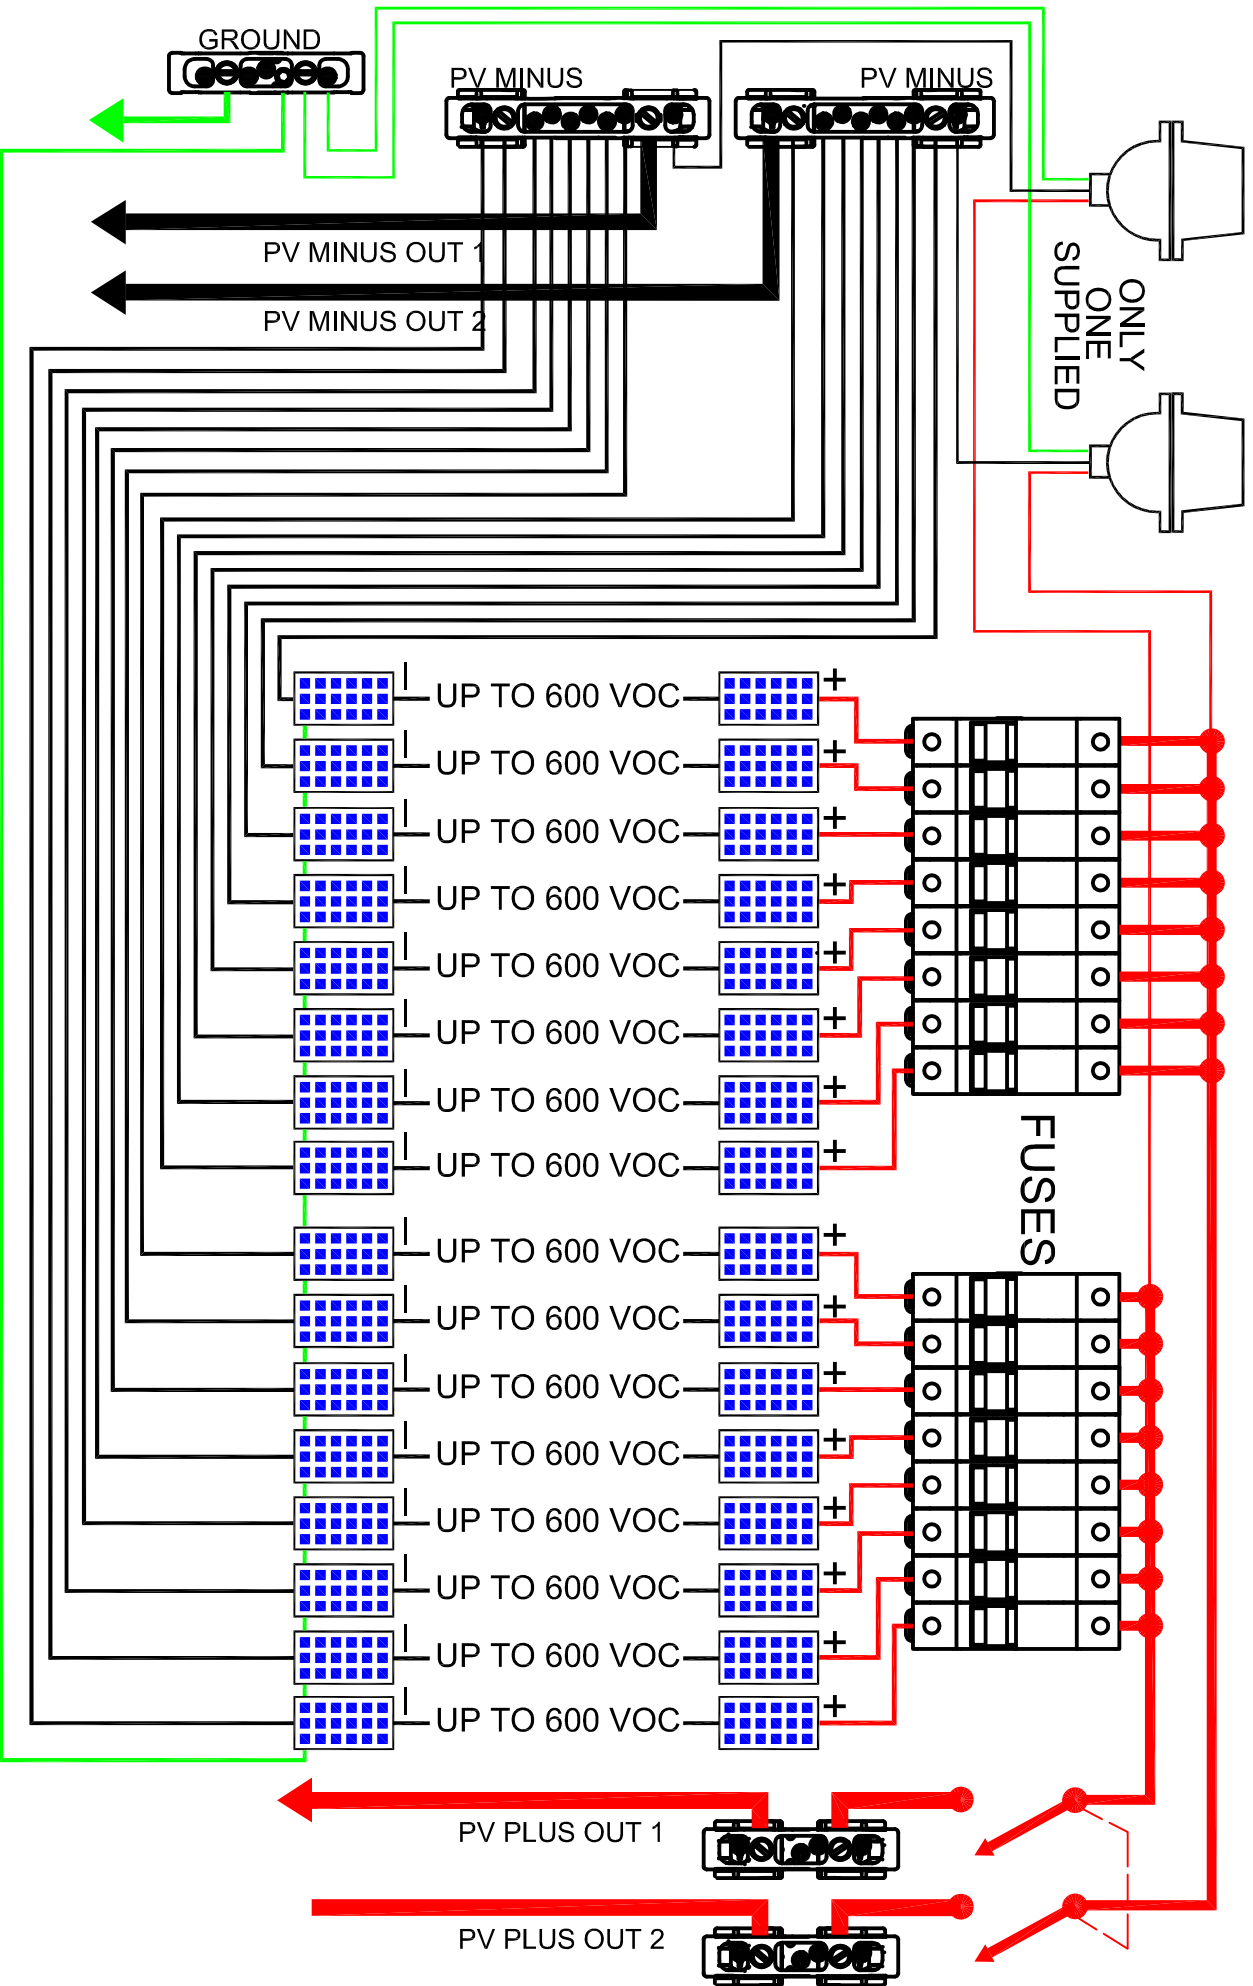 GROUND
PV MINUS
PV MINUS
PV MINUS OUT 1
PV MINUS OUT 2
ONLY
ONE
SUPPLIED
- UP TO 600 VOC +
- UP TO 600 VOC +
- UP TO 600 VOC +
- UP TO 600 VOC +
- UP TO 600 VOC +
- UP TO 600 VOC +
- UP TO 600 VOC +
- UP TO 600 VOC +
FUSES
- UP TO 600 VOC +
- UP TO 600 VOC +
- UP TO 600 VOC +
- UP TO 600 VOC +
- UP TO 600 VOC +
- UP TO 600 VOC +
- UP TO 600 VOC +
- UP TO 600 VOC +
PV PLUS OUT 1
PV PLUS OUT 2